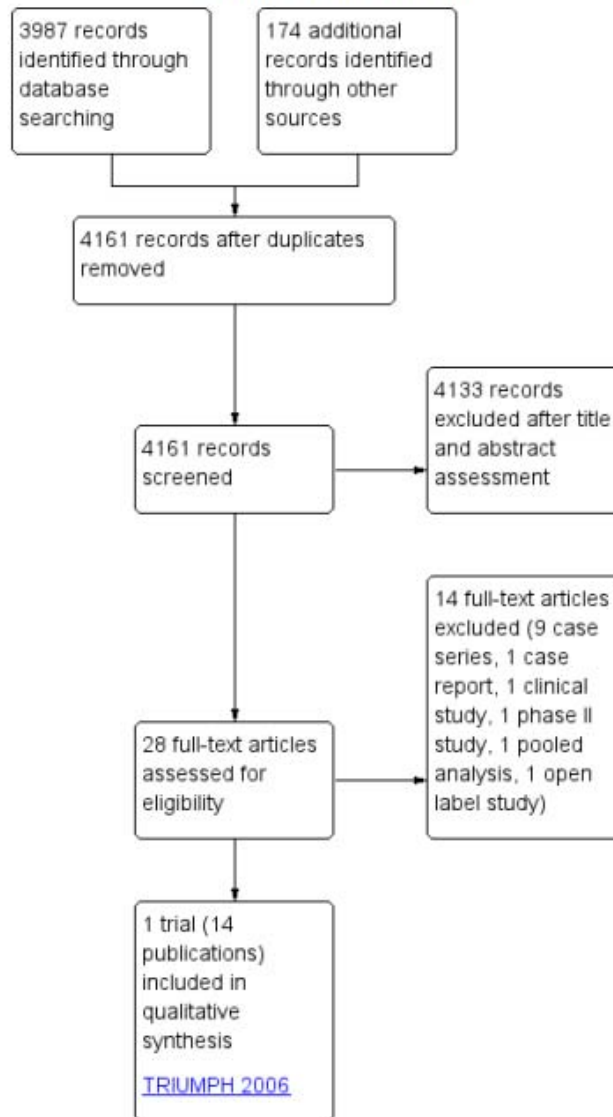 3987 records
identified through
database
searching
174 additional
records identified
through other
sources
4161 records after duplicates
removed
4161 records
screened
4133 records
excluded after title
and abstract
assessment
28 full-text articles
assessed for
eligibility
14 full-text articles
excluded (9 case
series, 1 case
report, 1 clinical
study, 1 phase II
study, 1 pooled
analysis, 1 open
label study)
1 trial (14
publications)
included in
qualitative
synthesis
TRIUMPH 2006